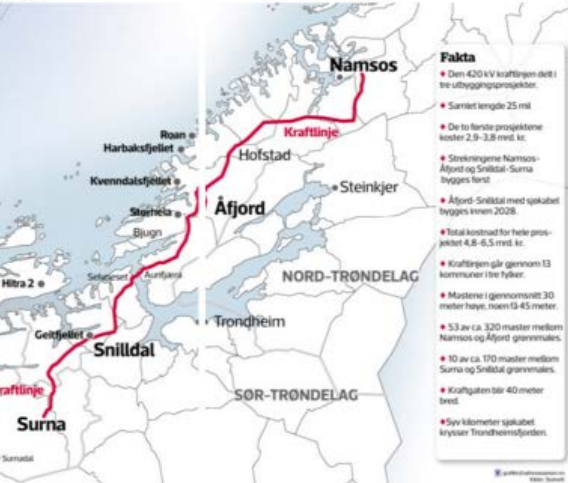 Namsos
Roan
Harbaksfjellet
Kraftlinje
Hofstad
Kvenndalsfjellet
Steinkjer
Storheia
Åfjord
Bjugn
Selneset
Aunfjæra
NORD-TRØNDELAG
Hitra 2
Trondheim
Geitfjellet
Snilldal
raftlinje
SØR-TRØNDELAG
Surna
Surnadal
Fakta
Den 420 kV kraftlinjen delt i
tre utbyggingsprosjekter.
Samlet lengde 25 mil
De to første prosjektene
koster 2,9-3,8 mrd. kr.
Strekningene Namsos-
Åfjord og Snilldal-Surna
bygges først
Åfjord-Snilldal med sjøkabel
bygges innen 2028.
Total kostnad for hele pros-
jektet 4,8-6,5 mrd. kr.
Kraftlinjen går gjennom 13
kommuner i tre fylker.
Mastene i gjennomsnitt 30
meter høye, noen 13-45 meter.
53 av ca. 320 master mellom
Namsos og Åfjord grønnmales.
10 av ca. 170 master mellom
Surna og Snilldal grønnmales.
Kraftgaten blir 40 meter
bred.
Syv kilometer sjøkabel
krysser Trondheimsfjorden.